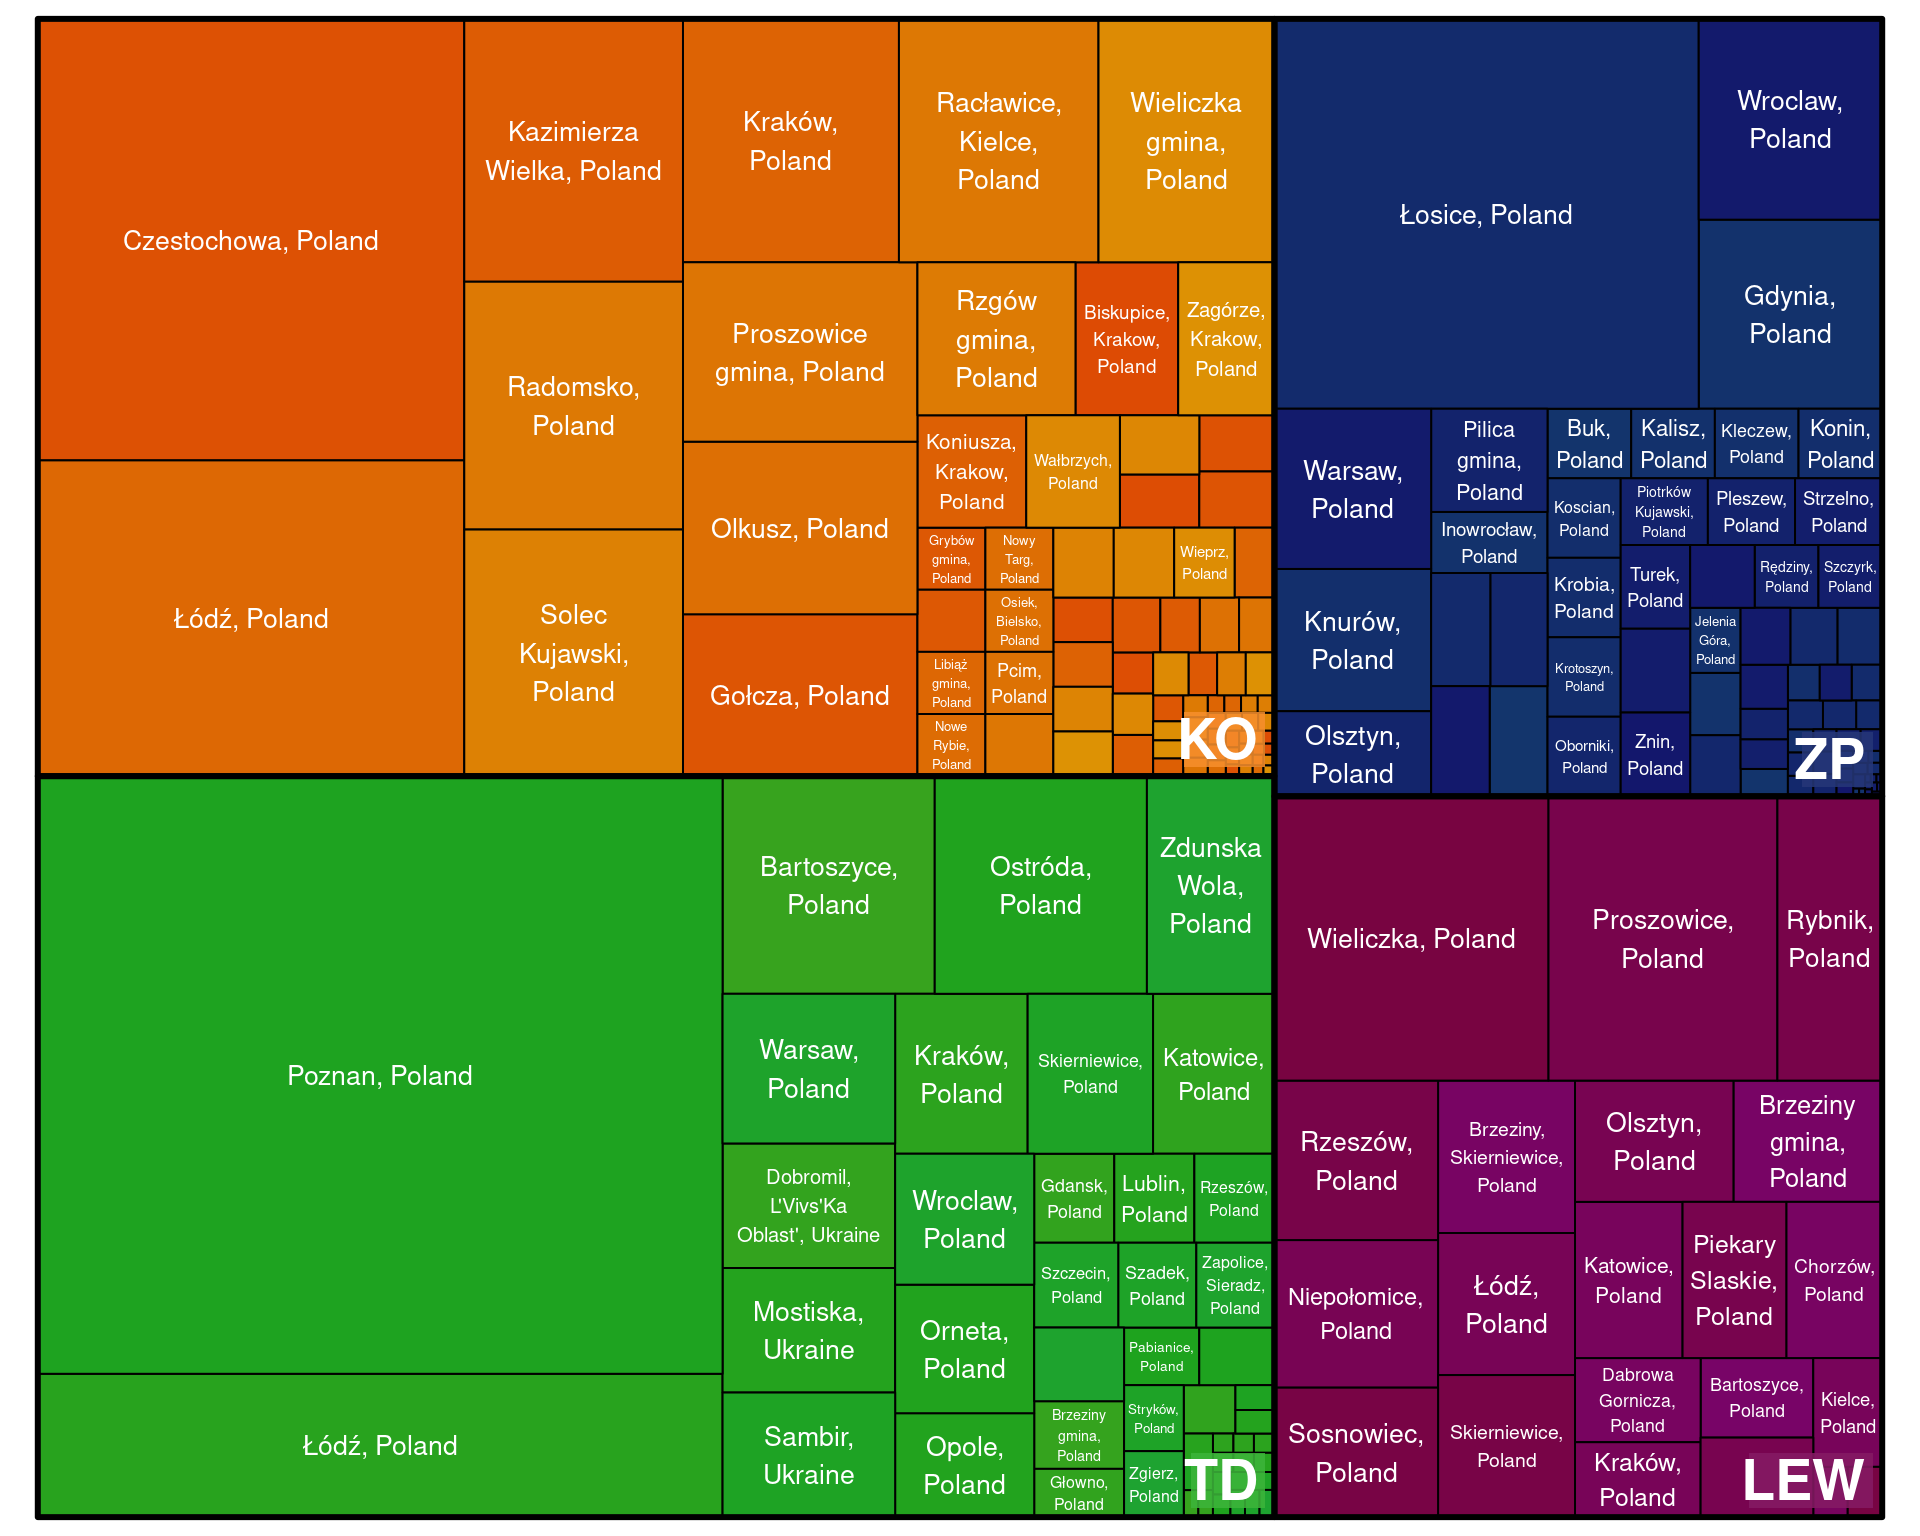 Czestochowa, Poland
Łódź, Poland
Kazimierza
Wielka, Poland
Radomsko,
Poland
Solec
Kujawski,
Poland
Kraków,
Poland
Racławice,
Kielce,
Poland
Wieliczka
gmina,
Poland
Proszowice
gmina, Poland
Olkusz, Poland
Gołcza, Poland
Rzgów
gmina,
Poland
Biskupice,
Krakow,
Poland
Zagórze,
Krakow,
Poland
Koniusza,
Krakow,
Poland
Wałbrzych,
Poland
Grybów
gmina,
Poland
Nowy
Targ,
Poland
Wieprz,
Poland
Osiek,
Bielsko,
Poland
Libiąż
gmina,
Poland
Pcim,
Poland
Nowe
Rybie,
Poland
KO
Łosice, Poland
Wroclaw,
Poland
Gdynia,
Poland
Warsaw,
Poland
Knurów,
Poland
Olsztyn,
Poland
Pilica
gmina,
Poland
Inowrocław,
Poland
Buk,
Poland
Kalisz,
Poland
Kleczew,
Poland
Konin,
Poland
Koscian,
Poland
Piotrków
Kujawski,
Poland
Pleszew,
Poland
Strzelno,
Poland
Krobia,
Poland
Turek,
Poland
Rędziny,
Poland
Szczyrk,
Poland
Jelenia
Góra,
Poland
Krotoszyn,
Poland
Oborniki,
Poland
Znin,
Poland
ZP
Poznan, Poland
Łódź, Poland
Bartoszyce,
Poland
Ostróda,
Poland
Zdunska
Wola,
Poland
Warsaw,
Poland
Kraków,
Poland
Skierniewice,
Poland
Katowice,
Poland
Dobromil,
L'Vivs'Ka
Oblast', Ukraine
Mostiska,
Ukraine
Sambir,
Ukraine
Wroclaw,
Poland
Orneta,
Poland
Opole,
Poland
Gdansk,
Poland
Lublin,
Poland
Rzeszów,
Poland
Szczecin,
Poland
Szadek,
Poland
Zapolice,
Sieradz,
Poland
Pabianice,
Poland
Brzeziny
gmina,
Poland
Stryków,
Poland
Głowno,
Poland
Zgierz,
Poland
TD
Wieliczka, Poland
Proszowice,
Poland
Rybnik,
Poland
Rzeszów,
Poland
Niepołomice,
Poland
Sosnowiec,
Poland
Brzeziny,
Skierniewice,
Poland
Łódź,
Poland
Skierniewice,
Poland
Olsztyn,
Poland
Brzeziny
gmina,
Poland
Katowice,
Poland
Piekary
Slaskie,
Poland
Chorzów,
Poland
Dabrowa
Gornicza,
Poland
Bartoszyce,
Poland
Kielce,
Poland
Kraków,
Poland
LEW